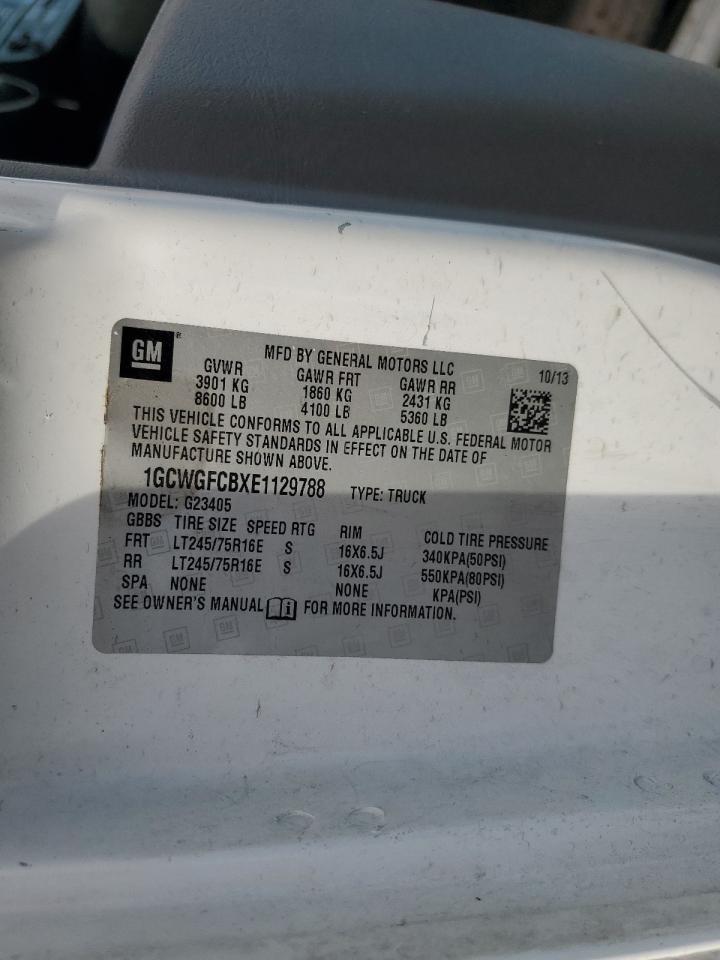 GM®
MFD BY GENERAL MOTORS LLC 10/13
GVWR GAWR FRT GAWR RR
3901 KG 1860 KG 2431 KG
8600 LB 4100 LB 5360 LB
THIS VEHICLE CONFORMS TO ALL APPLICABLE U.S. FEDERAL MOTOR
VEHICLE SAFETY STANDARDS IN EFFECT ON THE DATE OF
MANUFACTURE SHOWN ABOVE.
1GCWGFCBXE1129788 TYPE: TRUCK
MODEL: G23405
GBBS TIRE SIZE SPEED RTG RIM COLD TIRE PRESSURE
FRT LT245/75R16E S 16X6.5J 340KPA(50PSI)
RR LT245/75R16E S 16X6.5J 550KPA(80PSI)
SPA NONE NONE KPA(PSI)
SEE OWNER'S MANUAL FOR MORE INFORMATION.